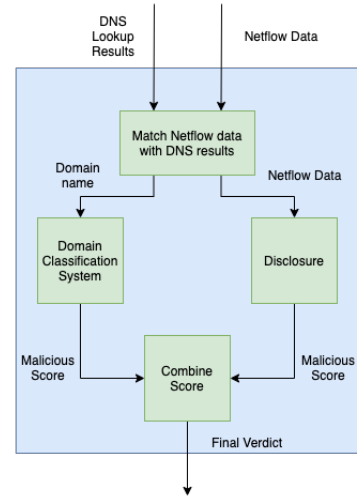 DNS
Lookup
Results
Netflow Data
Match Netflow data
with DNS results
Domain
name
Netflow Data
Domain
Classification
System
Disclosure
Malicious
Score
Combine
Score
Malicious
Score
Final Verdict